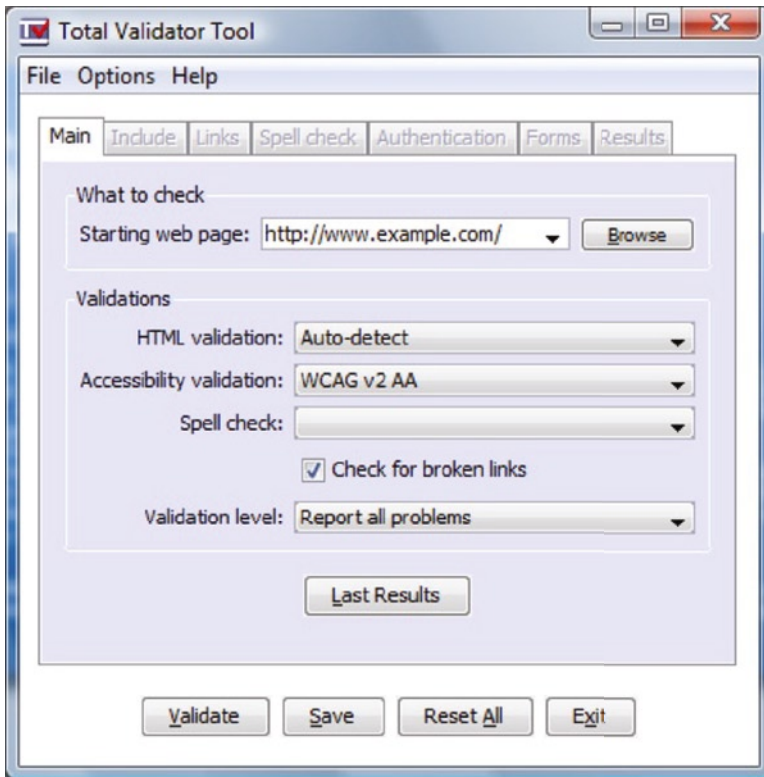 Total Validator Tool
File Options Help
Main Include Links Spell check Authentication Forms Results
What to check
Starting web page: http://www.example.com/ Browse
Validations
HTML validation: Auto-detect
Accessibility validation: WCAG v2 AA
Spell check:
Check for broken links
Validation level: Report all problems
Last Results
Validate Save Reset All Exit